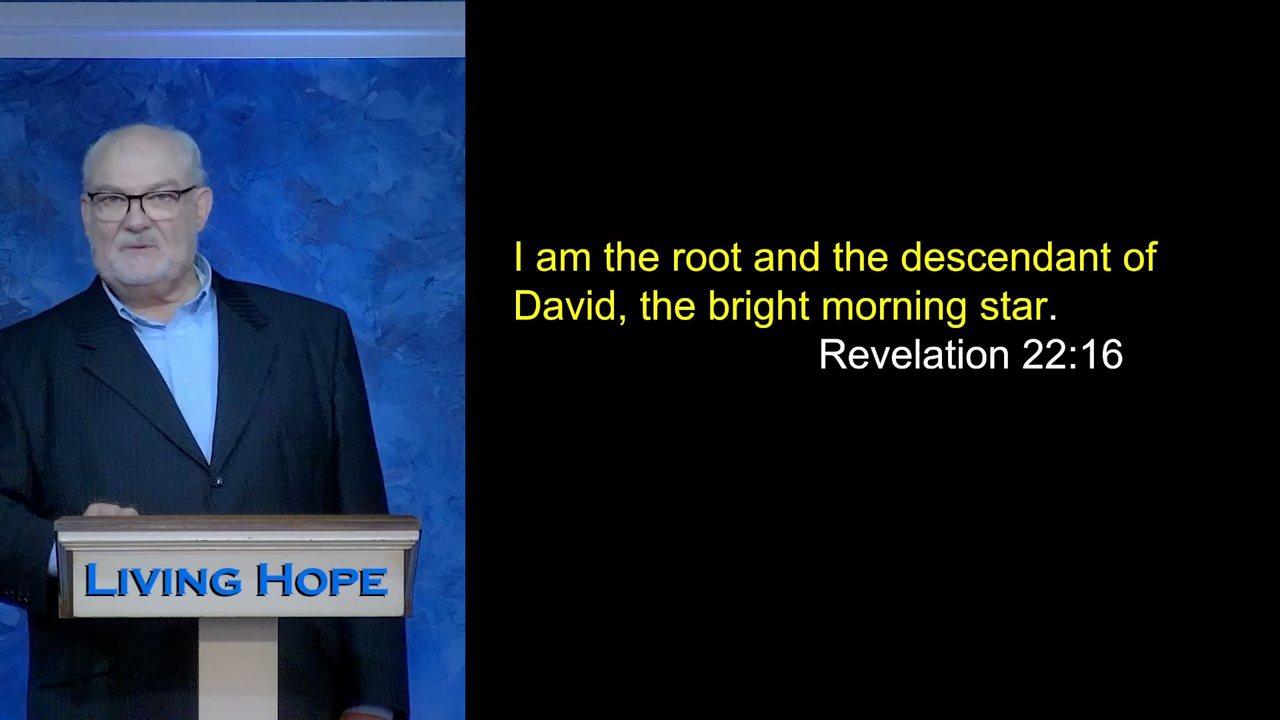 I am the root and the descendant of
David, the bright morning star.
Revelation 22:16
LIVING HOPE